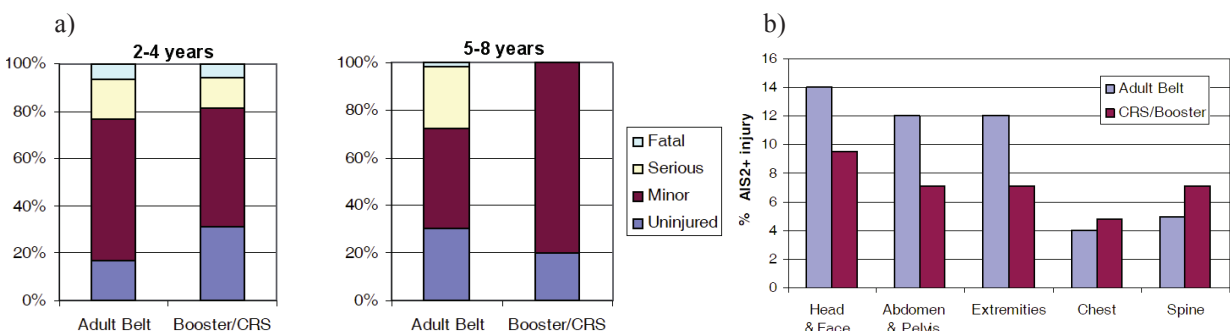 a)
2-4 years
100%
80%
60%
40%
20%
0%
Adult Belt Booster/CRS
5-8 years
100%
80%
60%
40%
20%
0%
Adult Belt Booster/CRS
Fatal
Serious
Minor
Uninjured
b)
% AIS2+ injury
16
14
12
10
8
6
4
2
0
Adult Belt
CRS/Booster
Head Abdomen Extremities Chest Spine
& Face & Pelvis